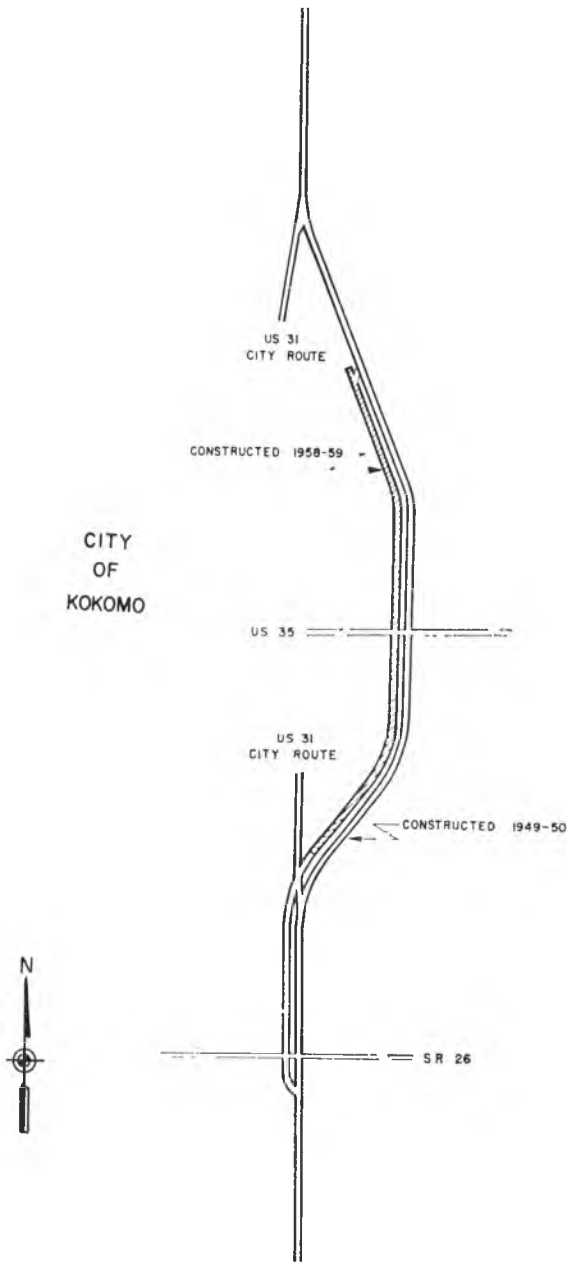 US 31
CITY ROUTE
CONSTRUCTED 1958-59
CITY
OF
KOKOMO
US 35
US 31
CITY ROUTE
CONSTRUCTED 1949-50
N
S R 26